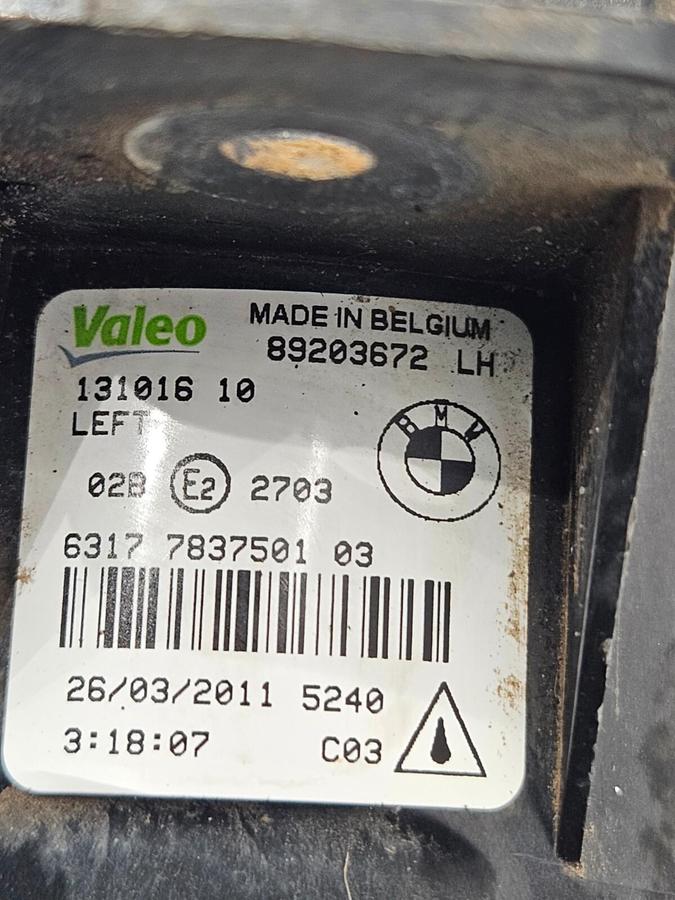 Valeo
MADE IN BELGIUM
89203672 LH
131016 10
LEFT
BMW
02B E2 2703
6317 7837501 03
26/03/2011 5240
3:18:07 C03